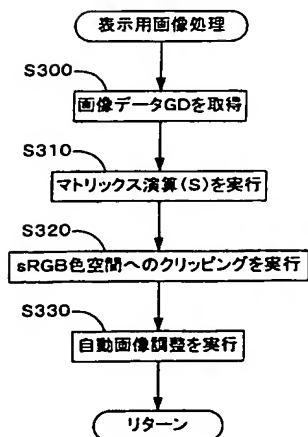 表示用画像処理
S300
画像データGDを取得
S310
マトリックス演算(S)を実行
S320
sRGB色空間へのクリッピングを実行
S330
自動画像調整を実行
リターン